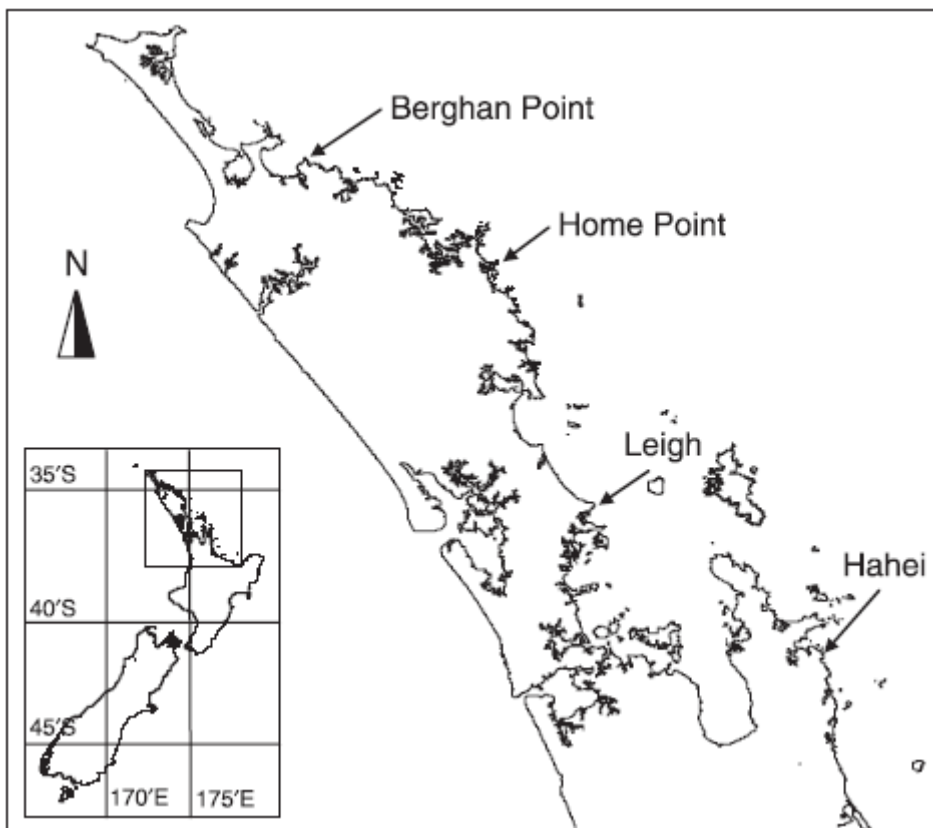 Berghan Point
Home Point
N
Leigh
Hahei
35'S
40'S
45'S
170'E
175'E